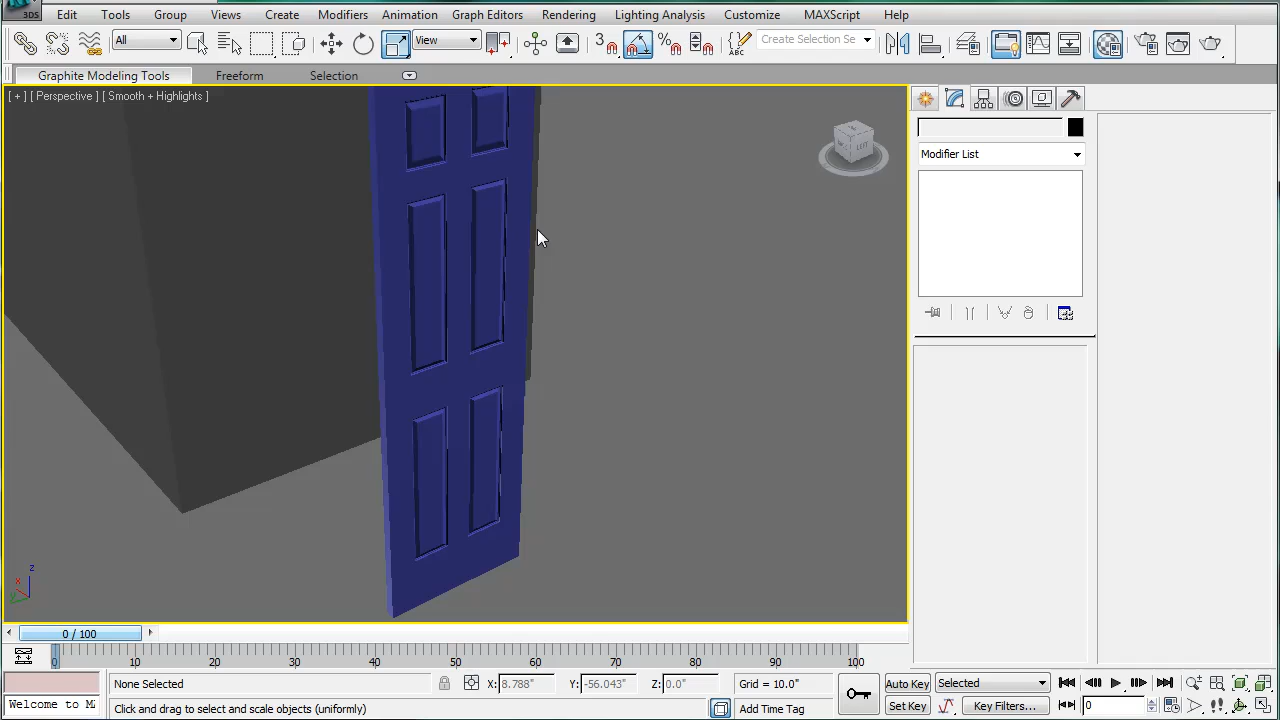 3DS Edit Tools Group Views Create Modifiers Animation Graph Editors Rendering Lighting Analysis Customize MAXScript Help
All View 3 Create Selection Se
Graphite Modeling Tools Freeform Selection
[ + ] [ Perspective ] [ Smooth + Highlights ]
Modifier List
z
x
y
0 / 100
0 10 20 30 40 50 60 70 80 90 100
None Selected X: 8.788" Y: -56.043" Z: 0.0" Grid = 10.0" Auto Key Selected
Welcome to M Click and drag to select and scale objects (uniformly) Add Time Tag Set Key Key Filters... 0